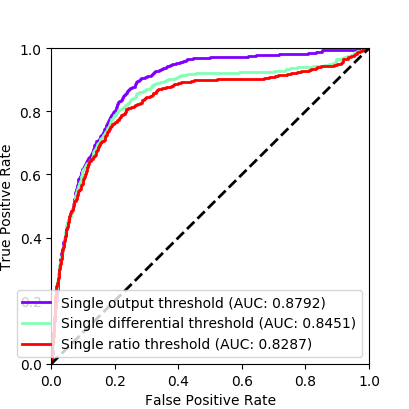 1.0
0.8
0.6
0.4
0.2
0.0
True Positive Rate
Single output threshold (AUC: 0.8792)
Single differential threshold (AUC: 0.8451)
Single ratio threshold (AUC: 0.8287)
0.0 0.2 0.4 0.6 0.8 1.0
False Positive Rate